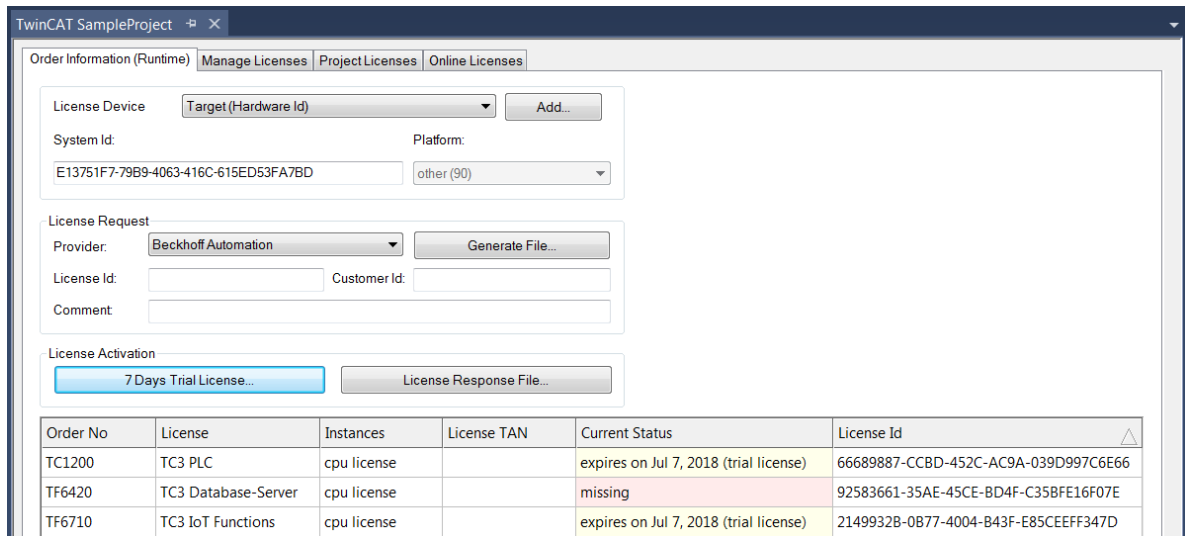 TwinCAT SampleProject
Order Information (Runtime) Manage Licenses Project Licenses Online Licenses
License Device Target (Hardware Id) Add...
System Id: Platform:
E13751F7-79B9-4063-416C-615ED53FA7BD other (90)
License Request
Provider: Beckhoff Automation Generate File...
License Id: Customer Id:
Comment:
License Activation
7 Days Trial License... License Response File...
Order No License Instances License TAN Current Status License Id
TC1200 TC3 PLC cpu license expires on Jul 7, 2018 (trial license) 66689887-CCBD-452C-AC9A-039D997C6E66
TF6420 TC3 Database-Server cpu license missing 92583661-35AE-45CE-BD4F-C35BFE16F07E
TF6710 TC3 IoT Functions cpu license expires on Jul 7, 2018 (trial license) 2149932B-0B77-4004-B43F-E85CEEFF347D